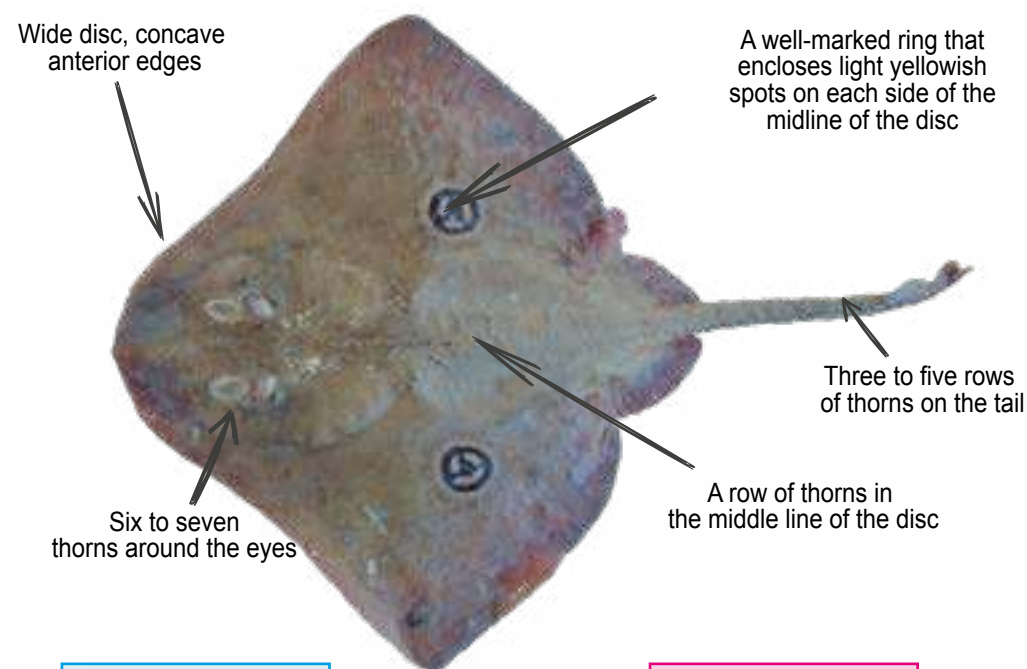 Wide disc, concave
anterior edges
A well-marked ring that
encloses light yellowish
spots on each side of the
midline of the disc
Three to five rows
of thorns on the tail
A row of thorns in
the middle line of the disc
Six to seven
thorns around the eyes